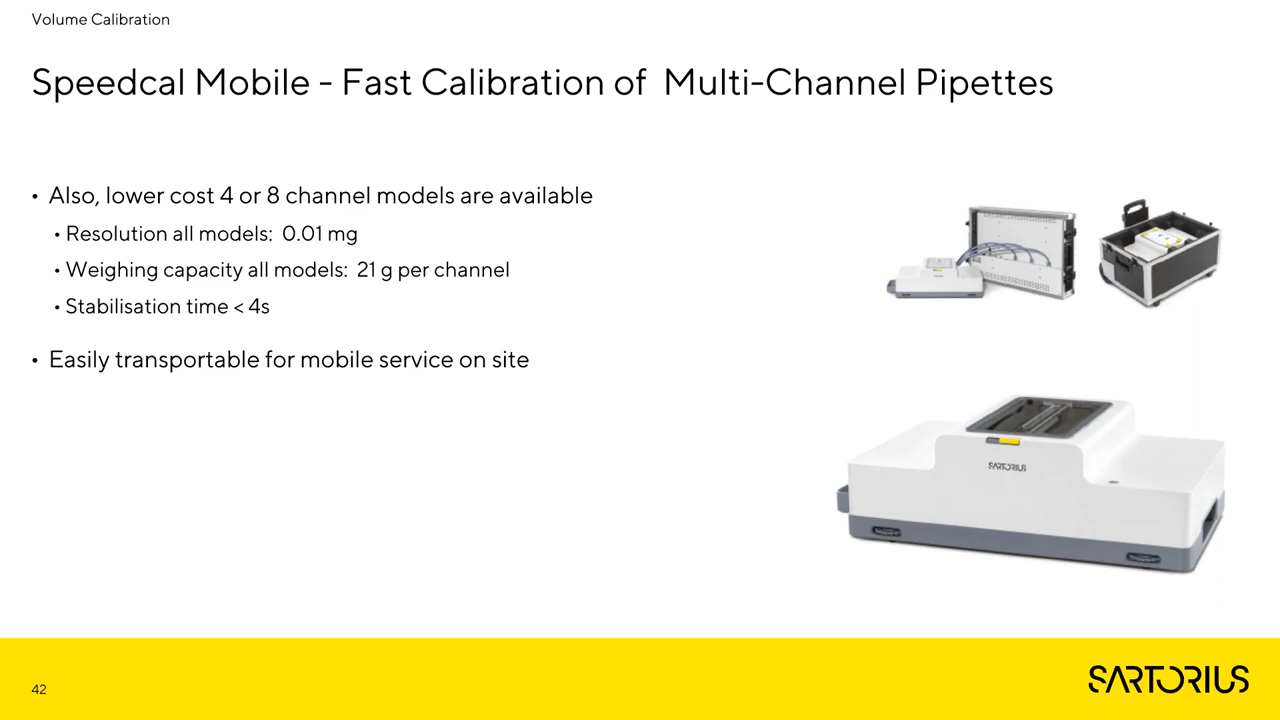 Volume Calibration
Speedcal Mobile - Fast Calibration of Multi-Channel Pipettes
• Also, lower cost 4 or 8 channel models are available
• Resolution all models: 0.01 mg
• Weighing capacity all models: 21 g per channel
• Stabilisation time < 4s
• Easily transportable for mobile service on site
SARTORIUS
42
SARTORIUS